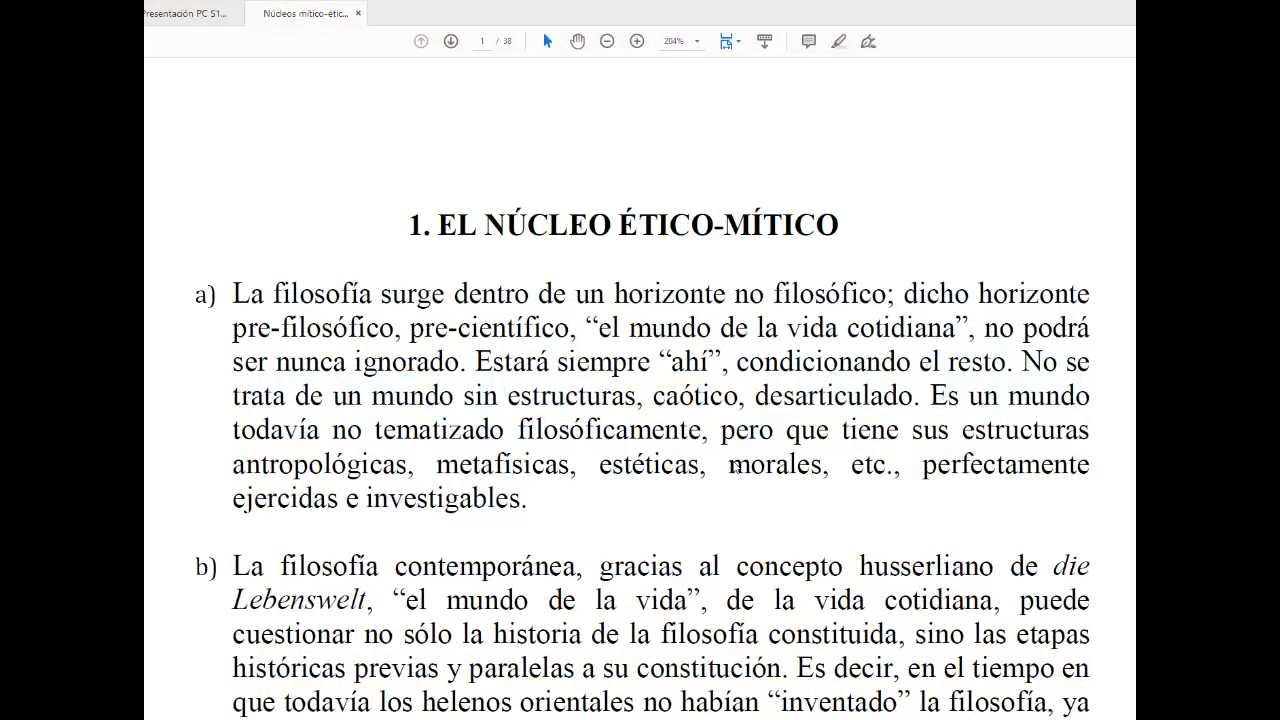 Presentación PC S1...
Núdeos mítico-étic...
1 / 38
204%
1. EL NÚCLEO ÉTICO-MÍTICO
a) La filosofía surge dentro de un horizonte no filosófico; dicho horizonte
pre-filosófico, pre-científico, “el mundo de la vida cotidiana”, no podrá
ser nunca ignorado. Estará siempre “ahí”, condicionando el resto. No se
trata de un mundo sin estructuras, caótico, desarticulado. Es un mundo
todavía no tematizado filosóficamente, pero que tiene sus estructuras
antropológicas, metafísicas, estéticas, morales, etc., perfectamente
ejercidas e investigables.
b) La filosofía contemporánea, gracias al concepto husserliano de die
Lebenswelt, “el mundo de la vida”, de la vida cotidiana, puede
cuestionar no sólo la historia de la filosofía constituida, sino las etapas
históricas previas y paralelas a su constitución. Es decir, en el tiempo en
que todavía los helenos orientales no habían “inventado” la filosofía, ya